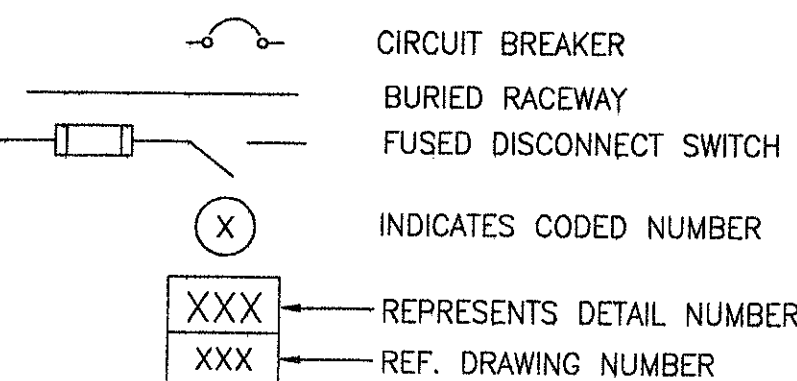 CIRCUIT BREAKER
BURIED RACEWAY
FUSED DISCONNECT SWITCH
X INDICATES CODED NUMBER
XXX REPRESENTS DETAIL NUMBER
XXX REF. DRAWING NUMBER